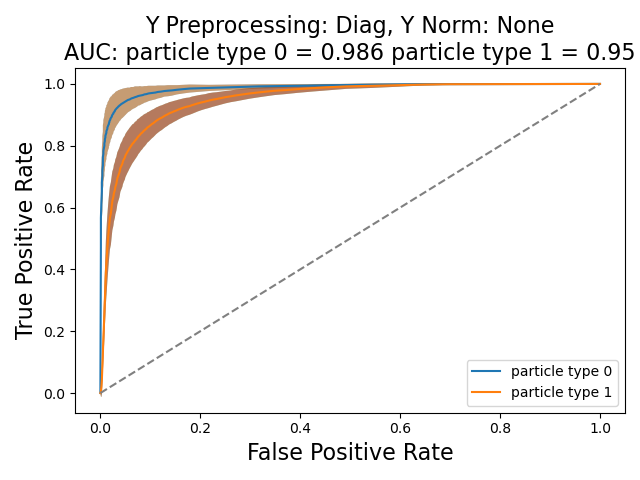 Y Preprocessing: Diag, Y Norm: None
AUC: particle type 0 = 0.986 particle type 1 = 0.95
True Positive Rate
1.0
0.8
0.6
0.4
0.2
0.0
0.0 0.2 0.4 0.6 0.8 1.0
False Positive Rate
particle type 0
particle type 1